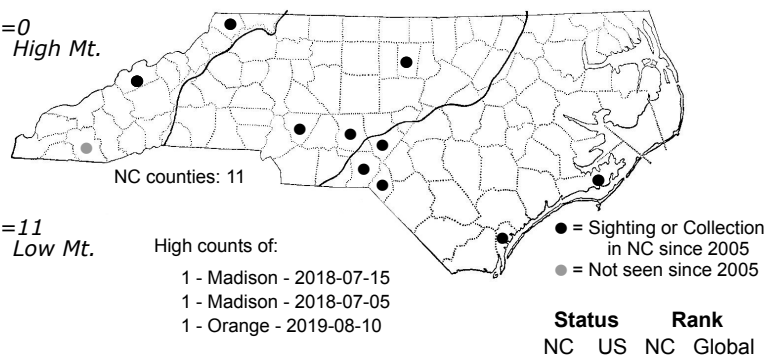 =0
High Mt.
NC counties: 11
=11
Low Mt.
High counts of:
1 - Madison - 2018-07-15
1 - Madison - 2018-07-05
1 - Orange - 2019-08-10
● = Sighting or Collection
in NC since 2005
● = Not seen since 2005
Status Rank
NC US NC Global